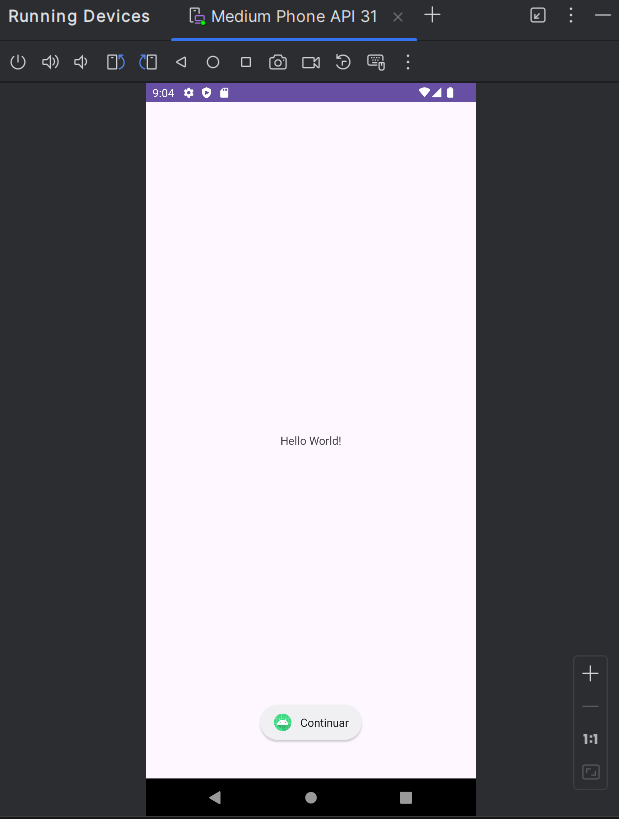 Running Devices
Medium Phone API 31
9:04
Hello World!
Continuar
1:1